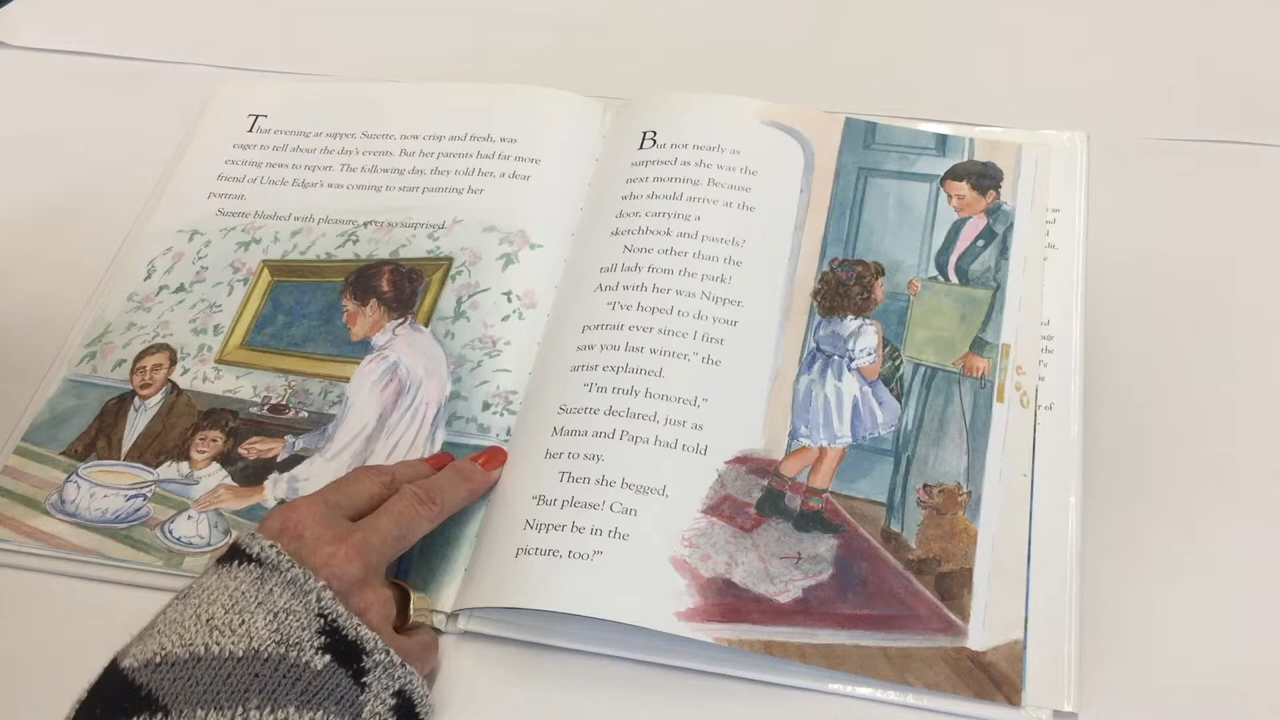 That evening at supper, Suzette, now crisp and fresh, was
eager to tell about the day's events. But her parents had far more
exciting news to report. The following day, they told her, a dear
friend of Uncle Edgar's was coming to start painting her
portrait.
Suzette blushed with pleasure, ever so surprised.
But not nearly as
surprised as she was the
next morning. Because
who should arrive at the
door, carrying a
sketchbook and pastels?
None other than the
tall lady from the park!
And with her was Nipper.
"I've hoped to do your
portrait ever since I first
saw you last winter," the
artist explained.
"I'm truly honored,"
Suzette declared, just as
Mama and Papa had told
her to say.
Then she begged,
"But please! Can
Nipper be in the
picture, too?"